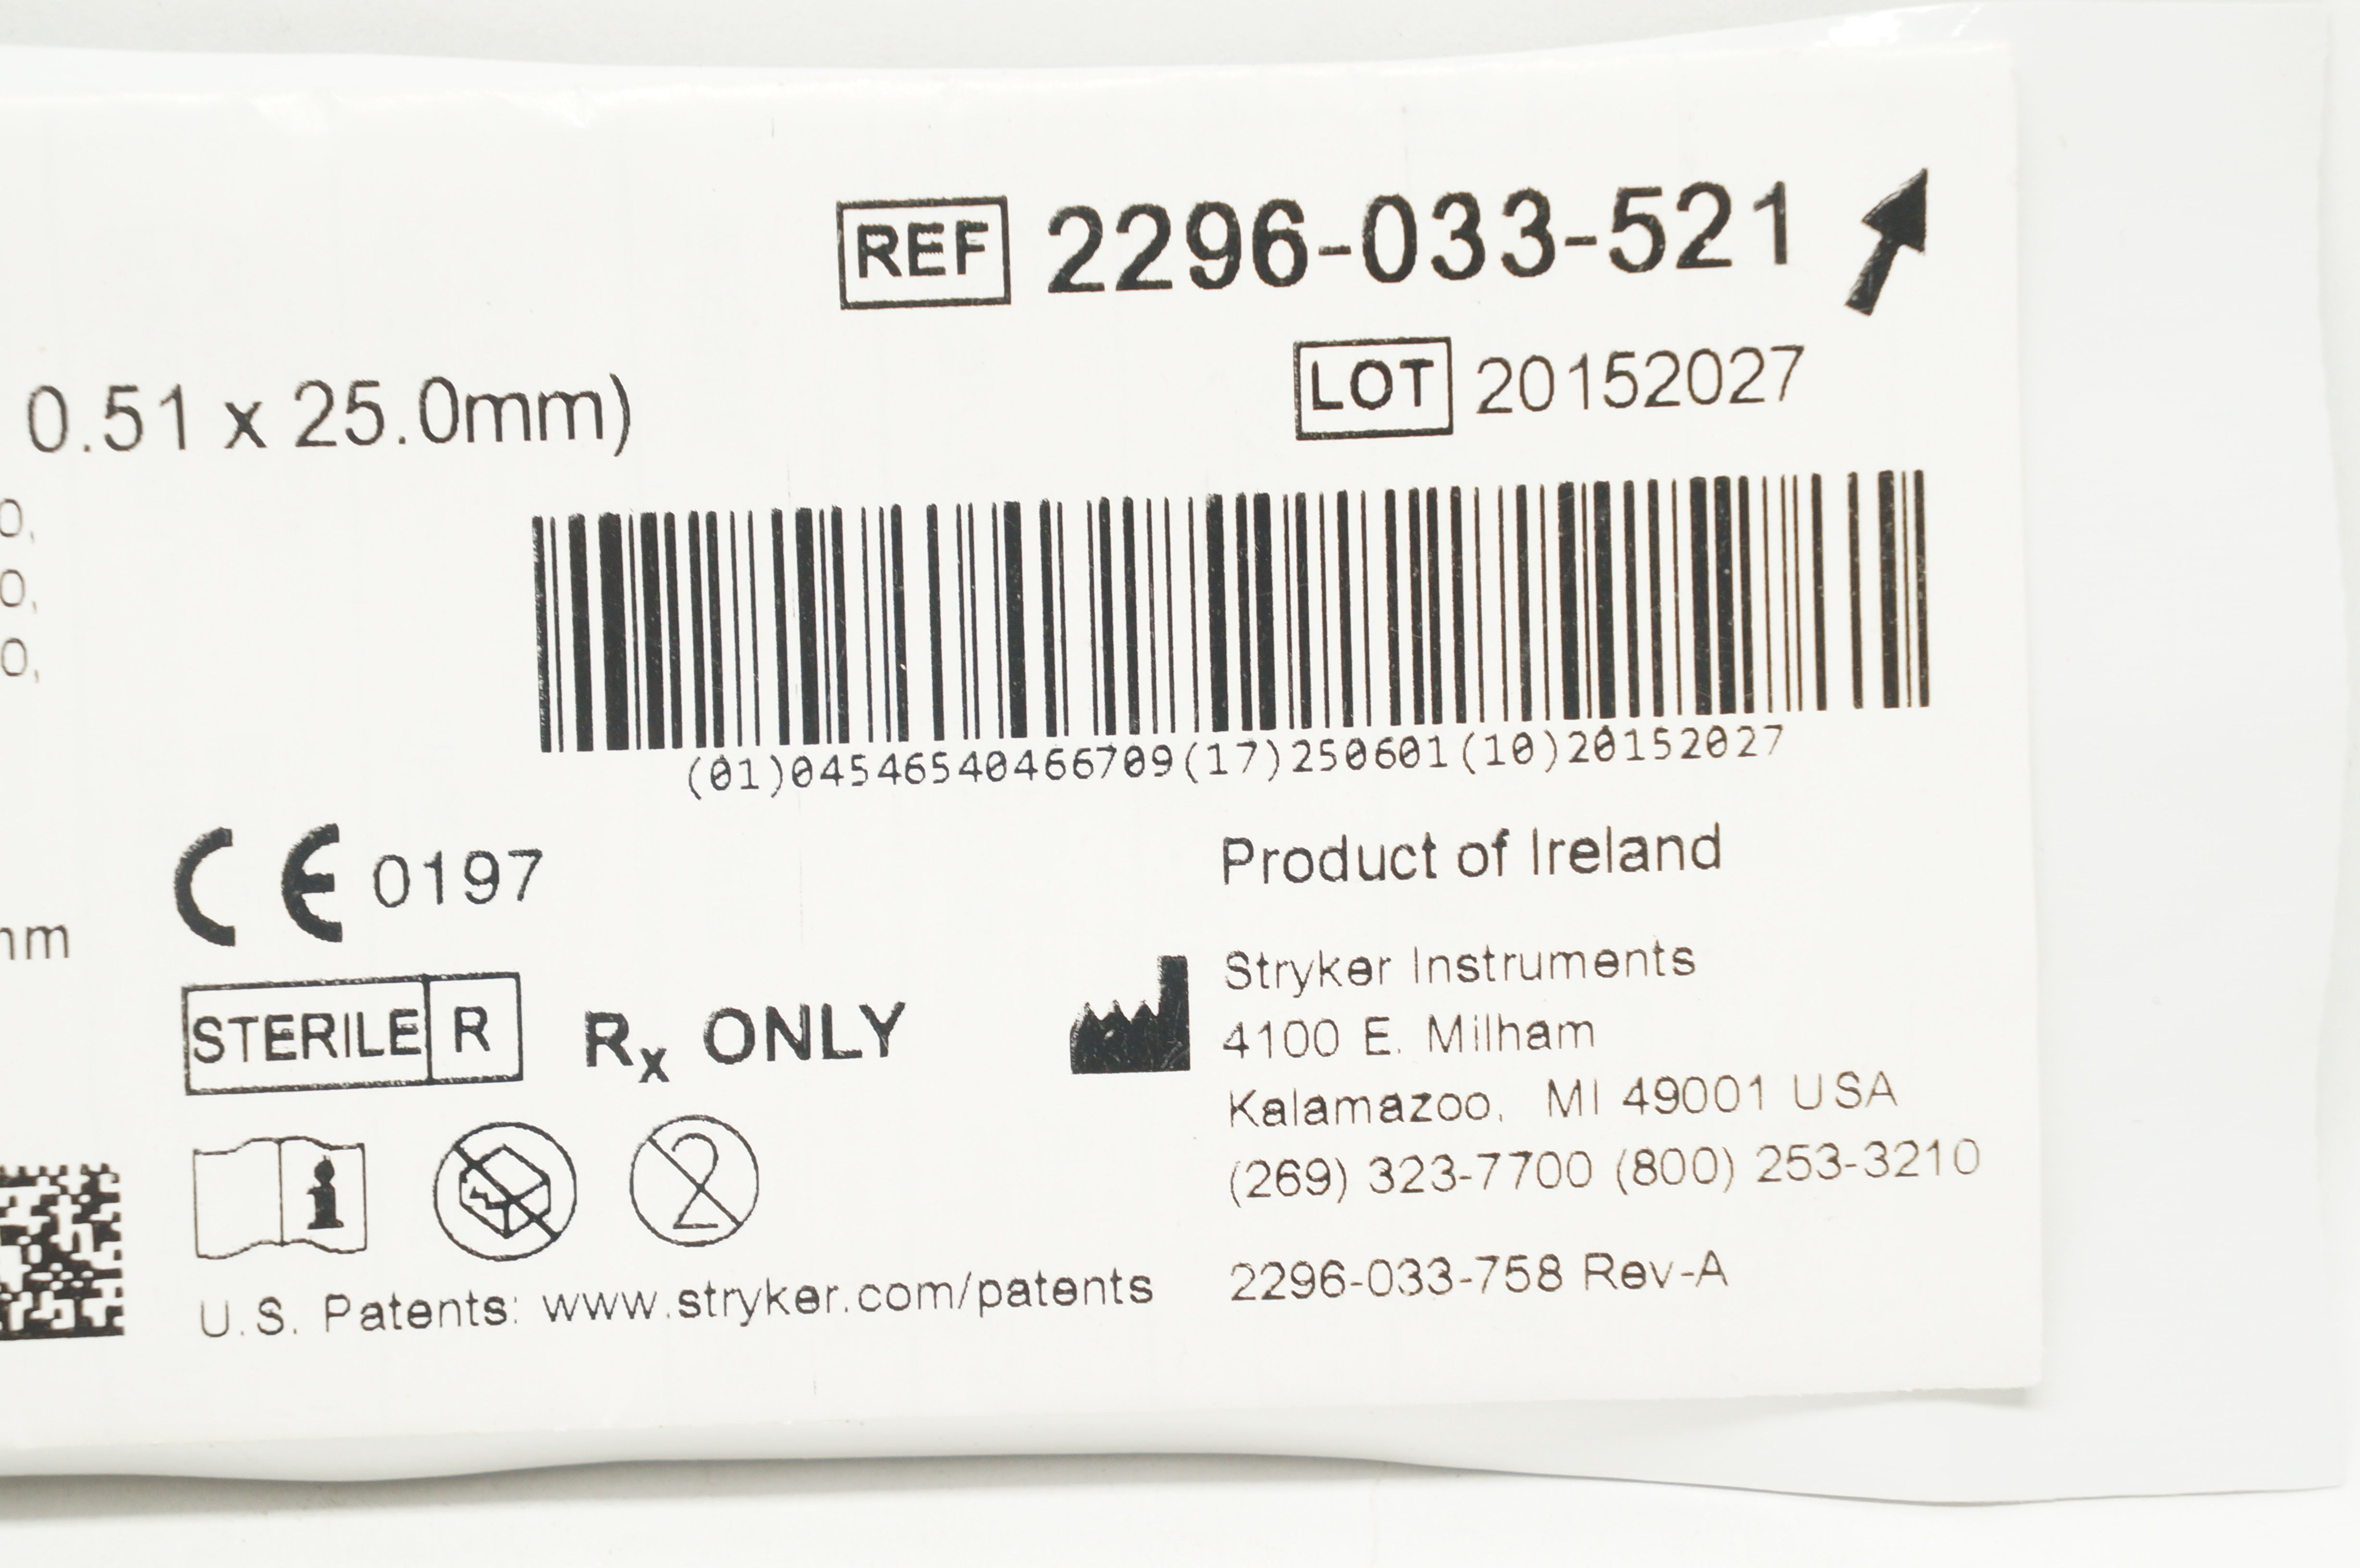 REF 2296-033-521
LOT 20152027
0.51 x 25.0mm)
0,
0,
0,
(01)04546540466709(17)250601(10)20152027
CE 0197
Product of Ireland
mm
STERILE R
Rx ONLY
Stryker Instruments
4100 E. Milham
Kalamazoo, MI 49001 USA
(269) 323-7700 (800) 253-3210
2
U.S. Patents: www.stryker.com/patents
2296-033-758 Rev-A